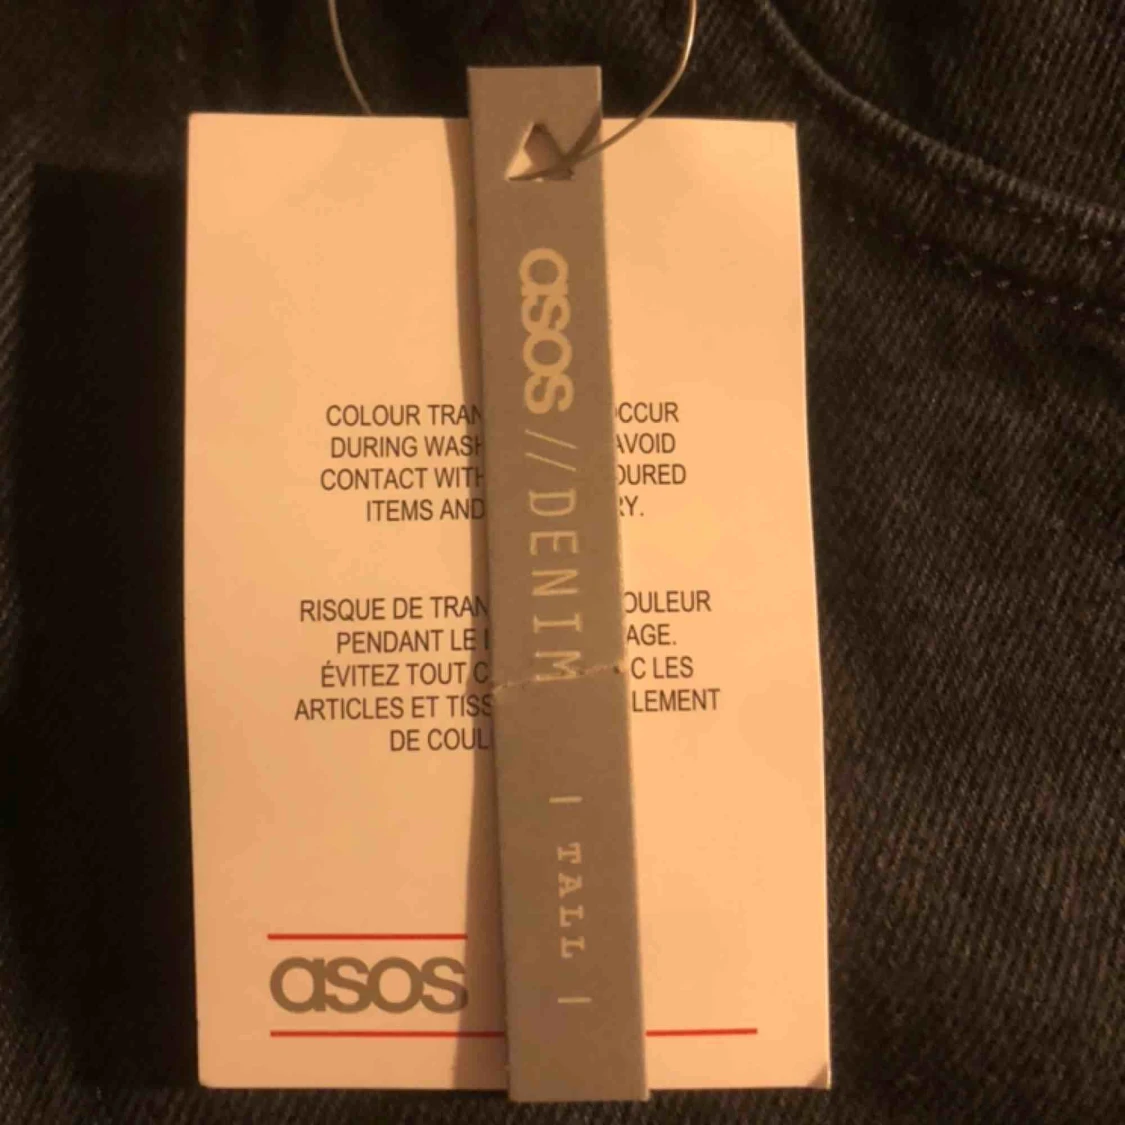 asos // DENIM
| TALL |
COLOUR TRAN OCCUR
DURING WASH AVOID
CONTACT WITH OURED
ITEMS AND RY.
RISQUE DE TRAN OULEUR
PENDANT LE AGE.
ÉVITEZ TOUT C C LES
ARTICLES ET TISS LEMENT
DE COUL
asos